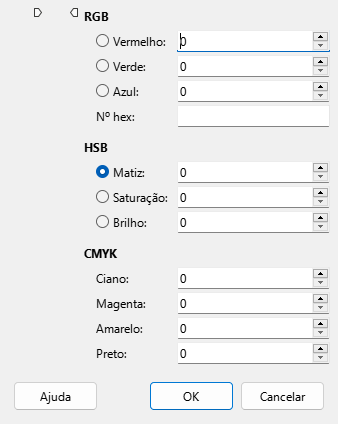 RGB
Vermelho: 0
Verde: 0
Azul: 0
Nº hex:
HSB
Matiz: 0
Saturação: 0
Brilho: 0
CMYK
Ciano: 0
Magenta: 0
Amarelo: 0
Preto: 0
Ajuda OK Cancelar